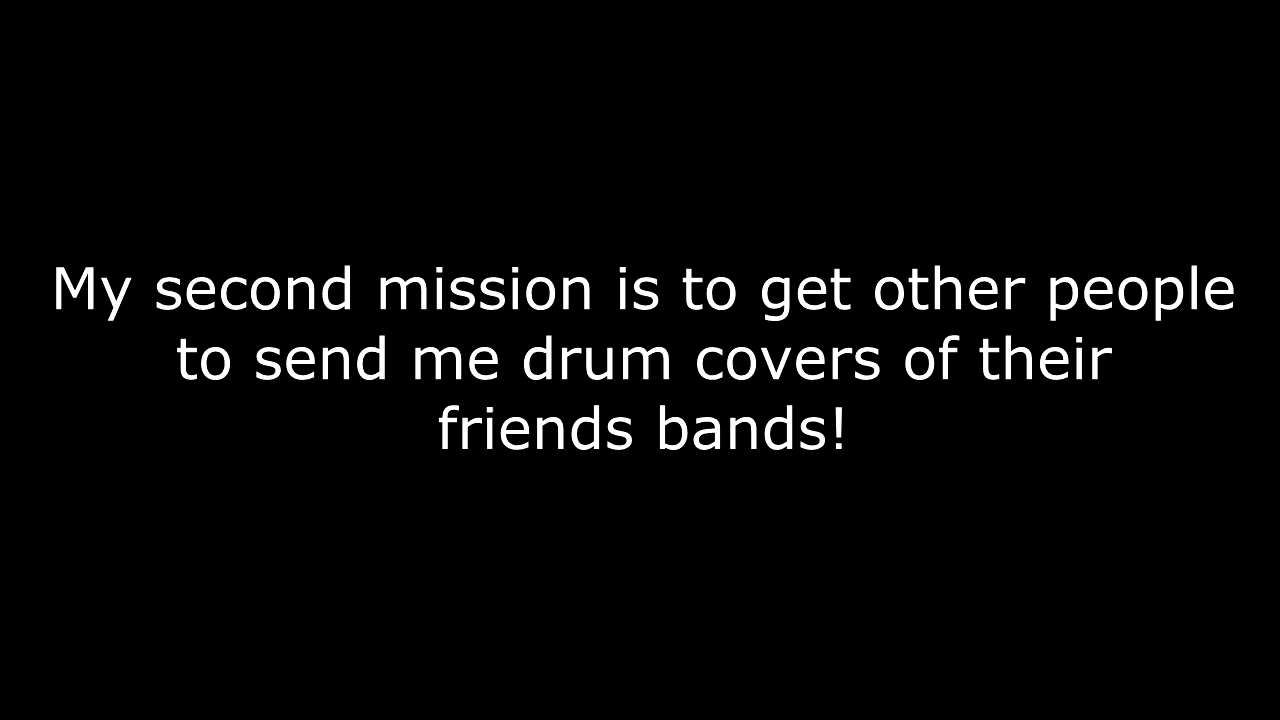 My second mission is to get other people
to send me drum covers of their
friends bands!